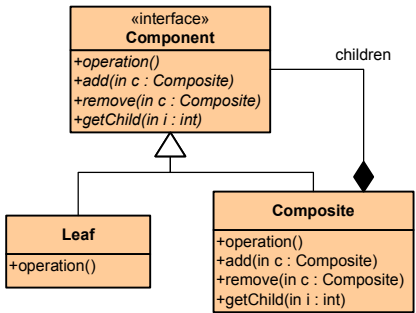 «interface»
Component
+operation()
+add(in c : Composite)
+remove(in c : Composite)
+getChild(in i : int)
children
Leaf
+operation()
Composite
+operation()
+add(in c : Composite)
+remove(in c : Composite)
+getChild(in i : int)